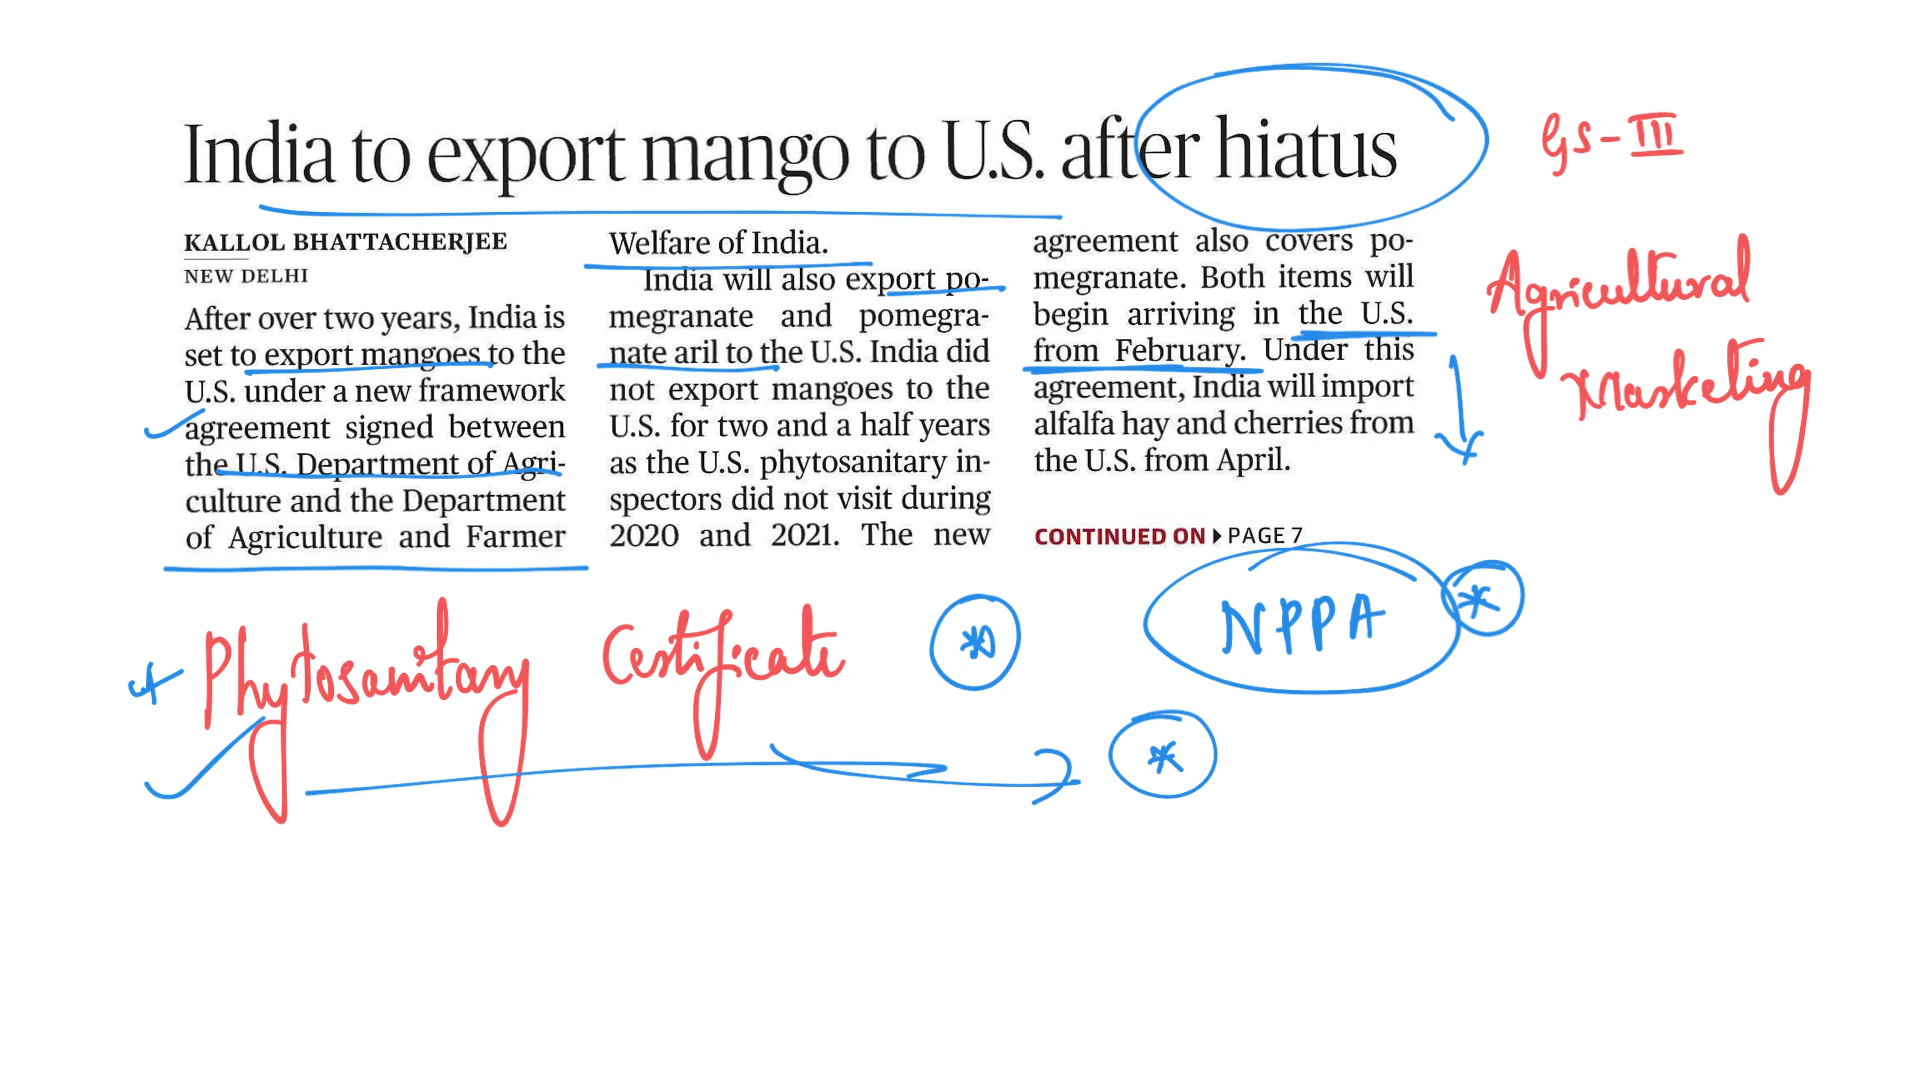 India to export mango to U.S. after hiatus
GS-III
KALLOL BHATTACHERJEE
NEW DELHI
After over two years, India is
set to export mangoes to the
U.S. under a new framework
agreement signed between
the U.S. Department of Agri-
culture and the Department
of Agriculture and Farmer
Welfare of India.
India will also export po-
megranate and pomegra-
nate aril to the U.S. India did
not export mangoes to the
U.S. for two and a half years
as the U.S. phytosanitary in-
spectors did not visit during
2020 and 2021. The new
agreement also covers po-
megranate. Both items will
begin arriving in the U.S.
from February. Under this
agreement, India will import
alfalfa hay and cherries from
the U.S. from April.
CONTINUED ON PAGE 7
Agricultural
Marketing
Phytosanitary Certificate
NPPA